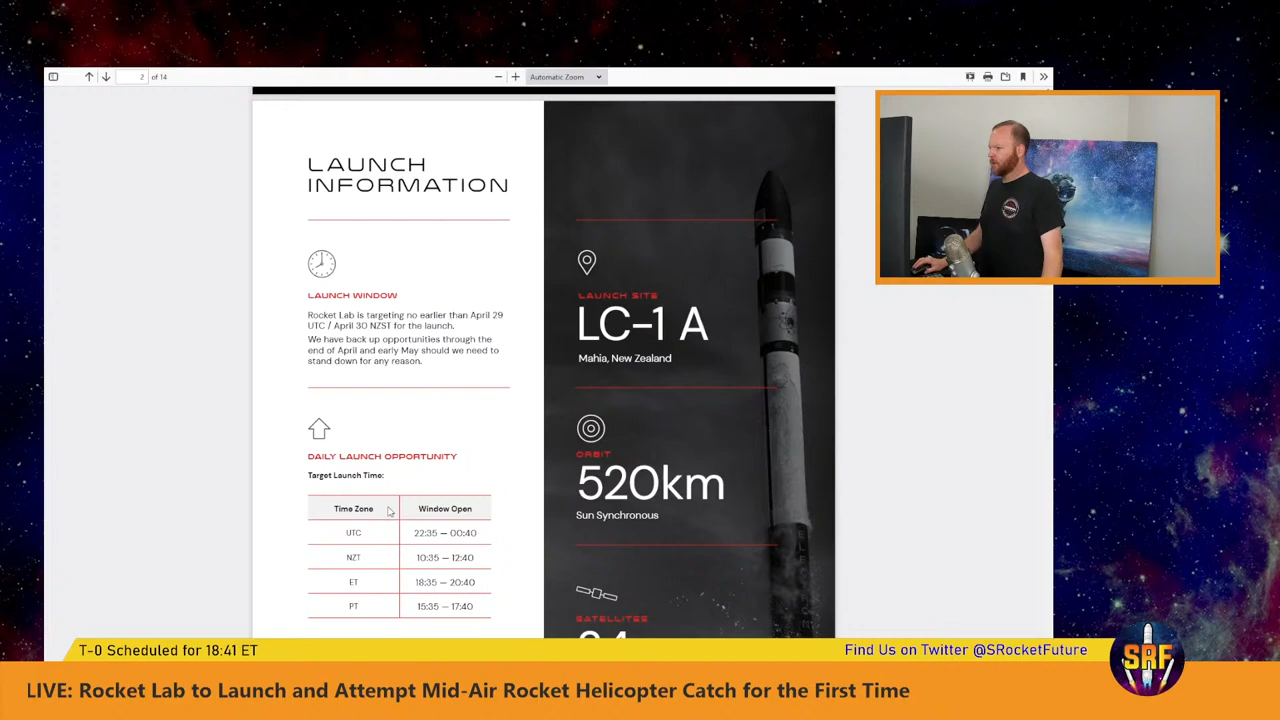 2 of 14
Automatic Zoom
LAUNCH
INFORMATION
LAUNCH WINDOW
Rocket Lab is targeting no earlier than April 29
UTC / April 30 NZST for the launch.
We have back up opportunities through the
end of April and early May should we need to
stand down for any reason.
DAILY LAUNCH OPPORTUNITY
Target Launch Time:
Time Zone Window Open
UTC 22:35 — 00:40
NZT 10:35 — 12:40
ET 18:35 — 20:40
PT 15:35 — 17:40
LAUNCH SITE
LC-1 A
Mahia, New Zealand
ORBIT
520km
Sun Synchronous
SATELLITES
T-0 Scheduled for 18:41 ET
Find Us on Twitter @SRocketFuture
SRF
LIVE: Rocket Lab to Launch and Attempt Mid-Air Rocket Helicopter Catch for the First Time